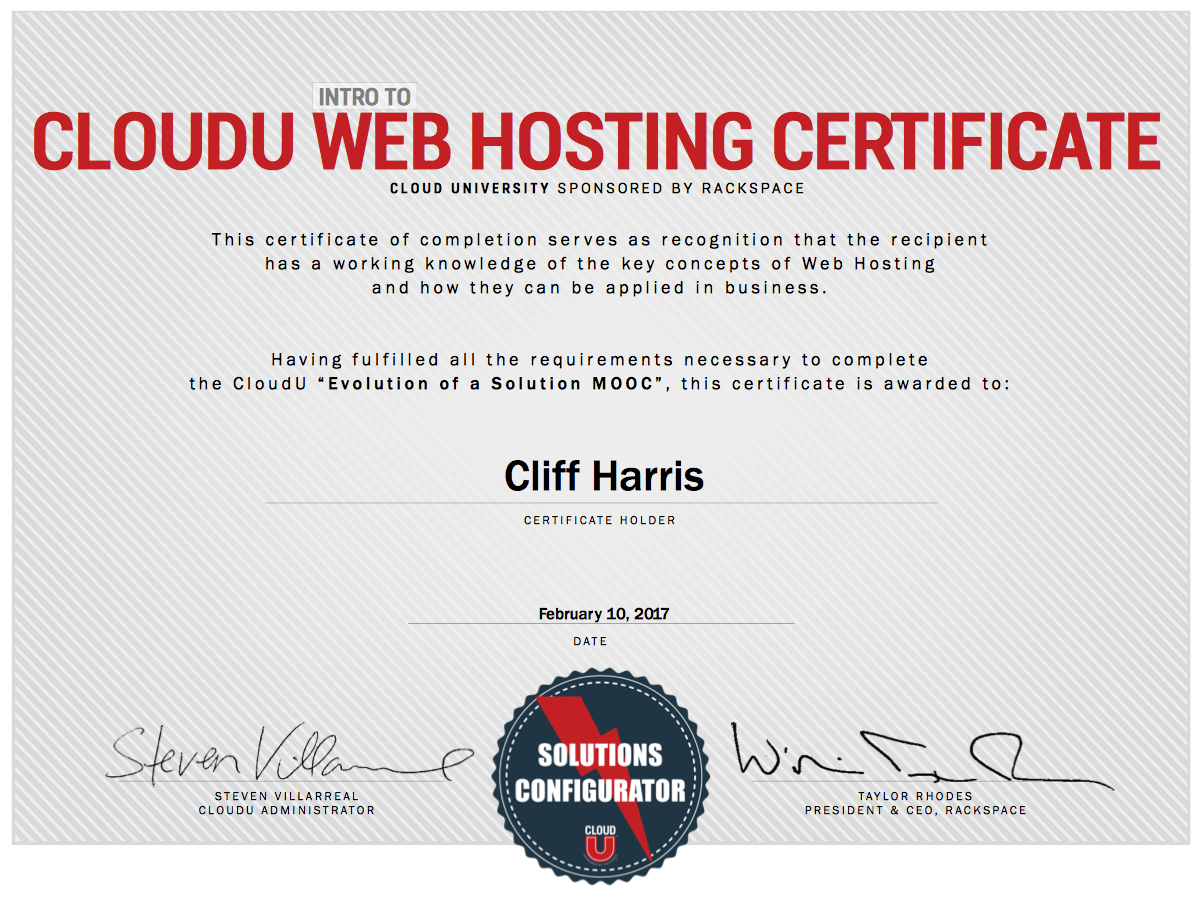 INTRO TO
CLOUDU WEB HOSTING CERTIFICATE
CLOUD UNIVERSITY SPONSORED BY RACKSPACE
This certificate of completion serves as recognition that the recipient
has a working knowledge of the key concepts of Web Hosting
and how they can be applied in business.
Having fulfilled all the requirements necessary to complete
the CloudU “Evolution of a Solution MOOC”, this certificate is awarded to:
Cliff Harris
CERTIFICATE HOLDER
February 10, 2017
DATE
Steven Villarreal
STEVEN VILLARREAL
CLOUDU ADMINISTRATOR
SOLUTIONS
CONFIGURATOR
CLOUD
U
TAYLOR RHODES
PRESIDENT & CEO, RACKSPACE